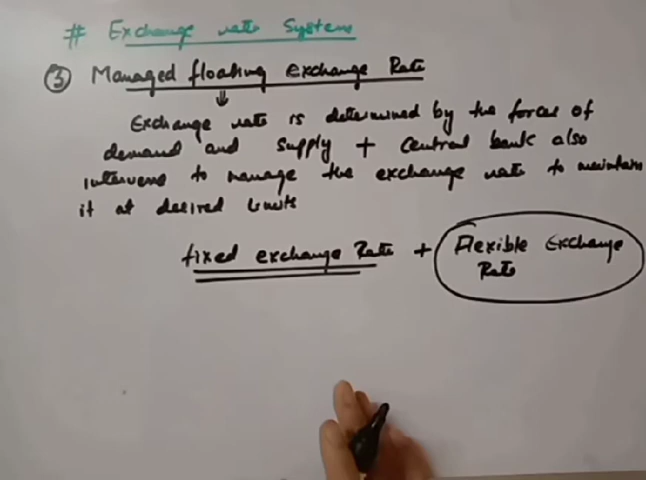 # Exchange rate System
③ Managed floating exchange Rate
Exchange rate is determined by the forces of
demand and supply + central bank also
intervene to manage the exchange rate to maintain
it at desired limits
fixed exchange Rate + Flexible Exchange
Rate